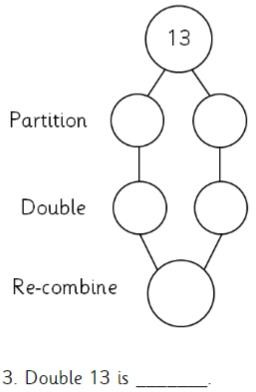 13
Partition
Double
Re-combine
3. Double 13 is _______.